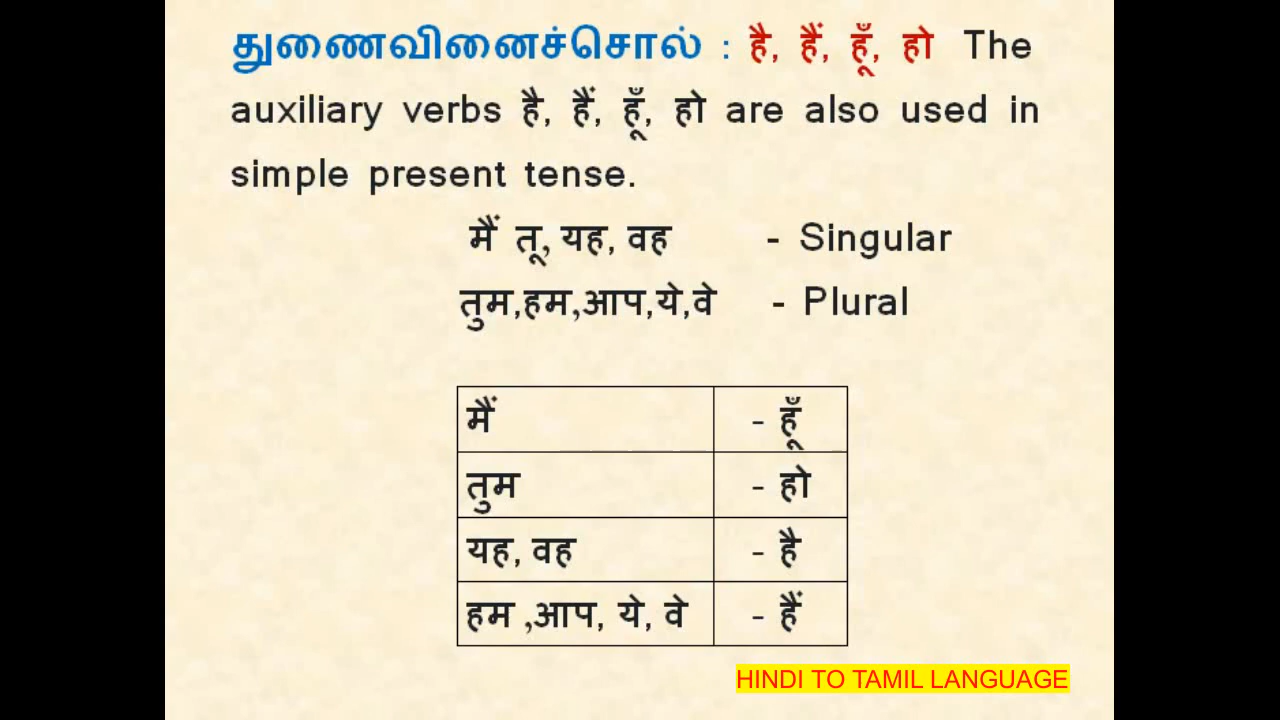 துணைவினைச்சொல் : है, हैं, हूँ, हो The
auxiliary verbs है, हैं, हूँ, हो are also used in
simple present tense.
मैं तू, यह, वह - Singular
तुम,हम,आप,ये,वे - Plural
मैं - हूँ
तुम - हो
यह, वह - है
हम ,आप, ये, वे - हैं
HINDI TO TAMIL LANGUAGE